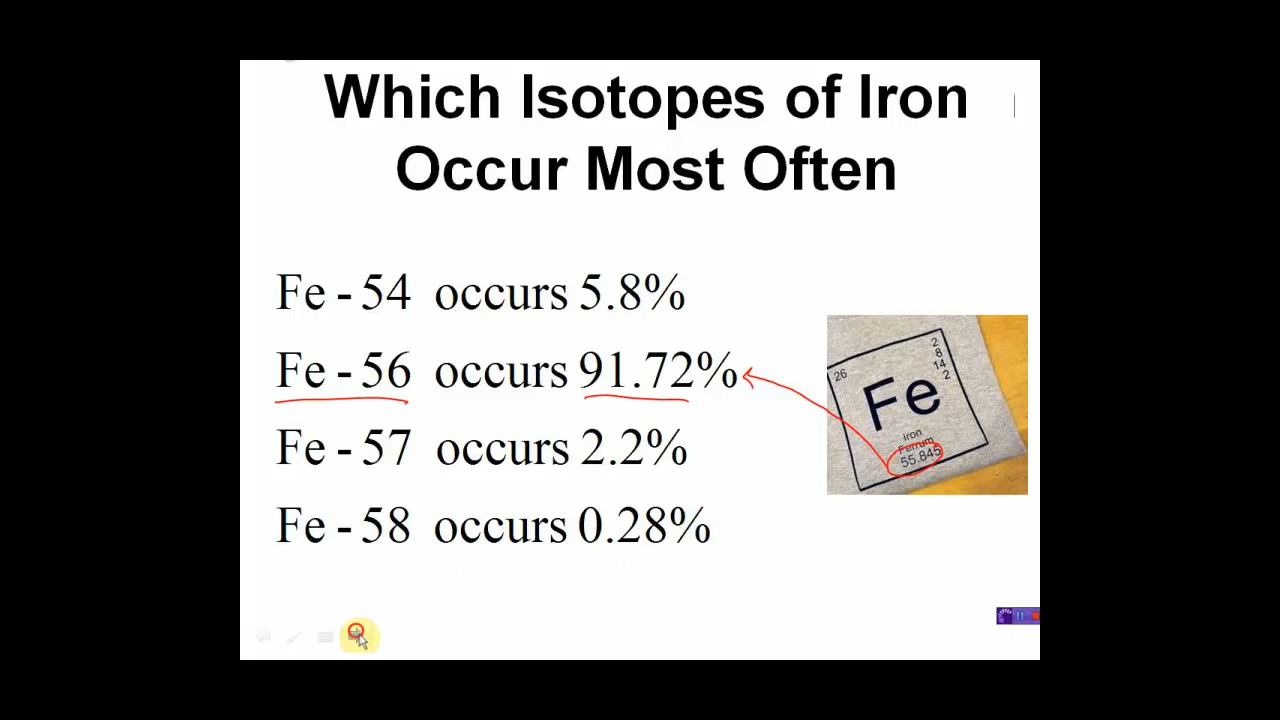 Which Isotopes of Iron
Occur Most Often
Fe - 54 occurs 5.8%
Fe - 56 occurs 91.72%
Fe - 57 occurs 2.2%
Fe - 58 occurs 0.28%
26
2
8
14
2
Fe
Iron
Ferrum
55.845